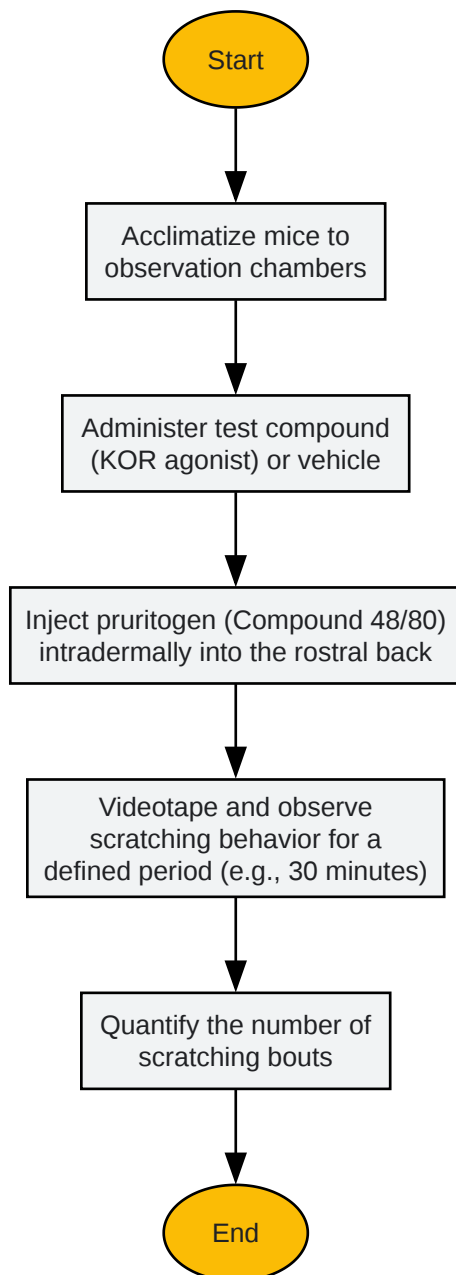 Start
Acclimatize mice to
observation chambers
Administer test compound
(KOR agonist) or vehicle
Inject pruritogen (Compound 48/80)
intradermally into the rostral back
Videotape and observe
scratching behavior for a
defined period (e.g., 30 minutes)
Quantify the number of
scratching bouts
End